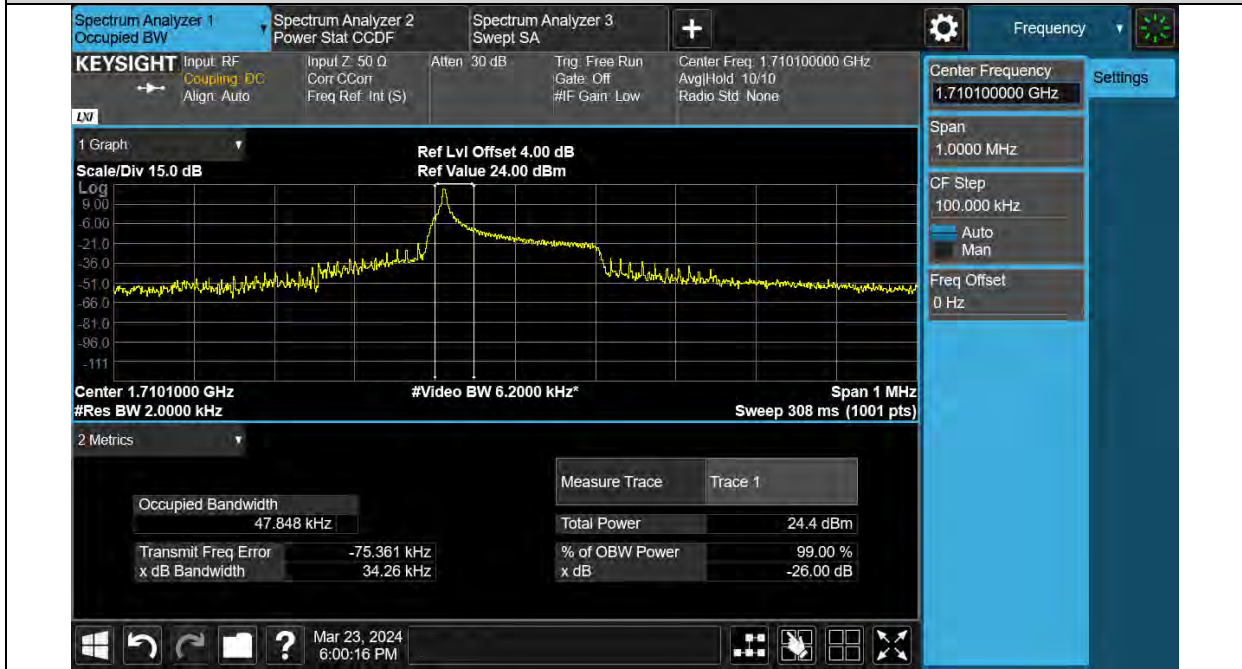 Spectrum Analyzer 1
Occupied BW
Spectrum Analyzer 2
Power Stat CCDF
Spectrum Analyzer 3
Swept SA
+
Frequency
KEYSIGHT
LXI
Input: RF
Coupling: DC
Align: Auto
Input Z: 50 Ω
Corr CCorr
Freq Ref: Int (S)
Atten: 30 dB
Trig: Free Run
Gate: Off
#IF Gain: Low
Center Freq: 1.710100000 GHz
Avg|Hold: 10/10
Radio Std: None
Center Frequency
1.710100000 GHz
Settings
Span
1.0000 MHz
CF Step
100.000 kHz
Auto
Man
Freq Offset
0 Hz
1 Graph
Scale/Div 15.0 dB
Ref Lvl Offset 4.00 dB
Ref Value 24.00 dBm
Log
9.00
-6.00
-21.0
-36.0
-51.0
-66.0
-81.0
-96.0
-111
Center 1.7101000 GHz
#Res BW 2.0000 kHz
#Video BW 6.2000 kHz*
Span 1 MHz
Sweep 308 ms (1001 pts)
2 Metrics
Measure Trace Trace 1
Occupied Bandwidth
47.848 kHz
Total Power 24.4 dBm
Transmit Freq Error -75.361 kHz
% of OBW Power 99.00 %
x dB Bandwidth 34.26 kHz
x dB -26.00 dB
?
Mar 23, 2024
6:00:16 PM